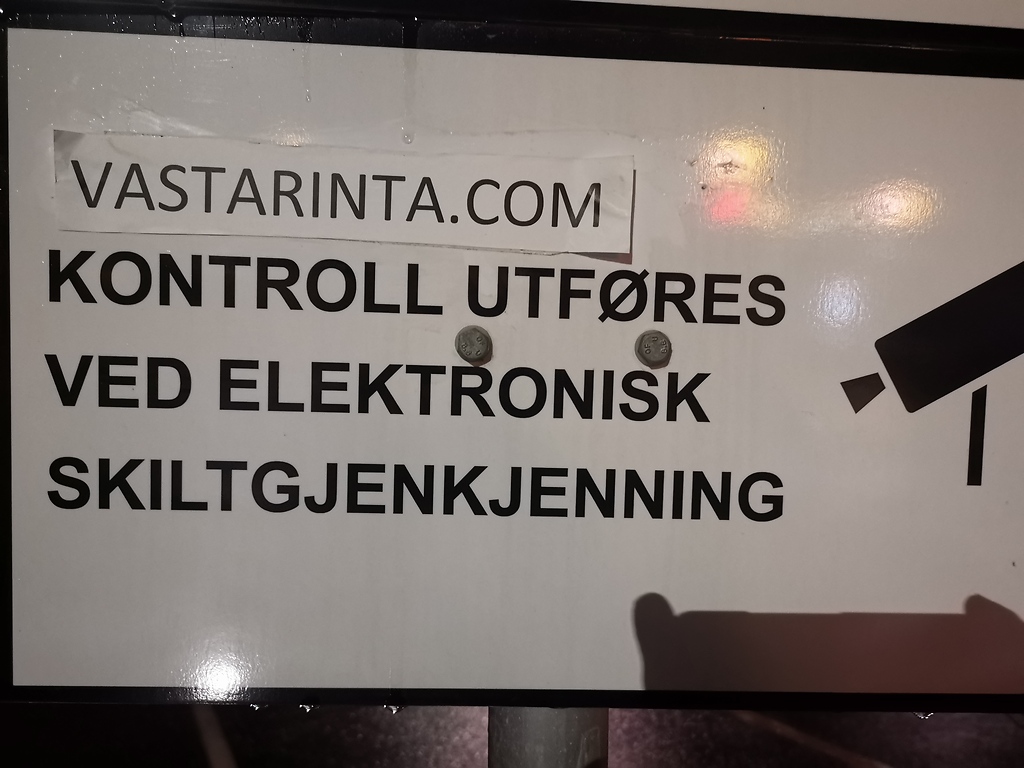 VASTARINTA.COM
KONTROLL UTFØRES
VED ELEKTRONISK
SKILTGJENKJENNING